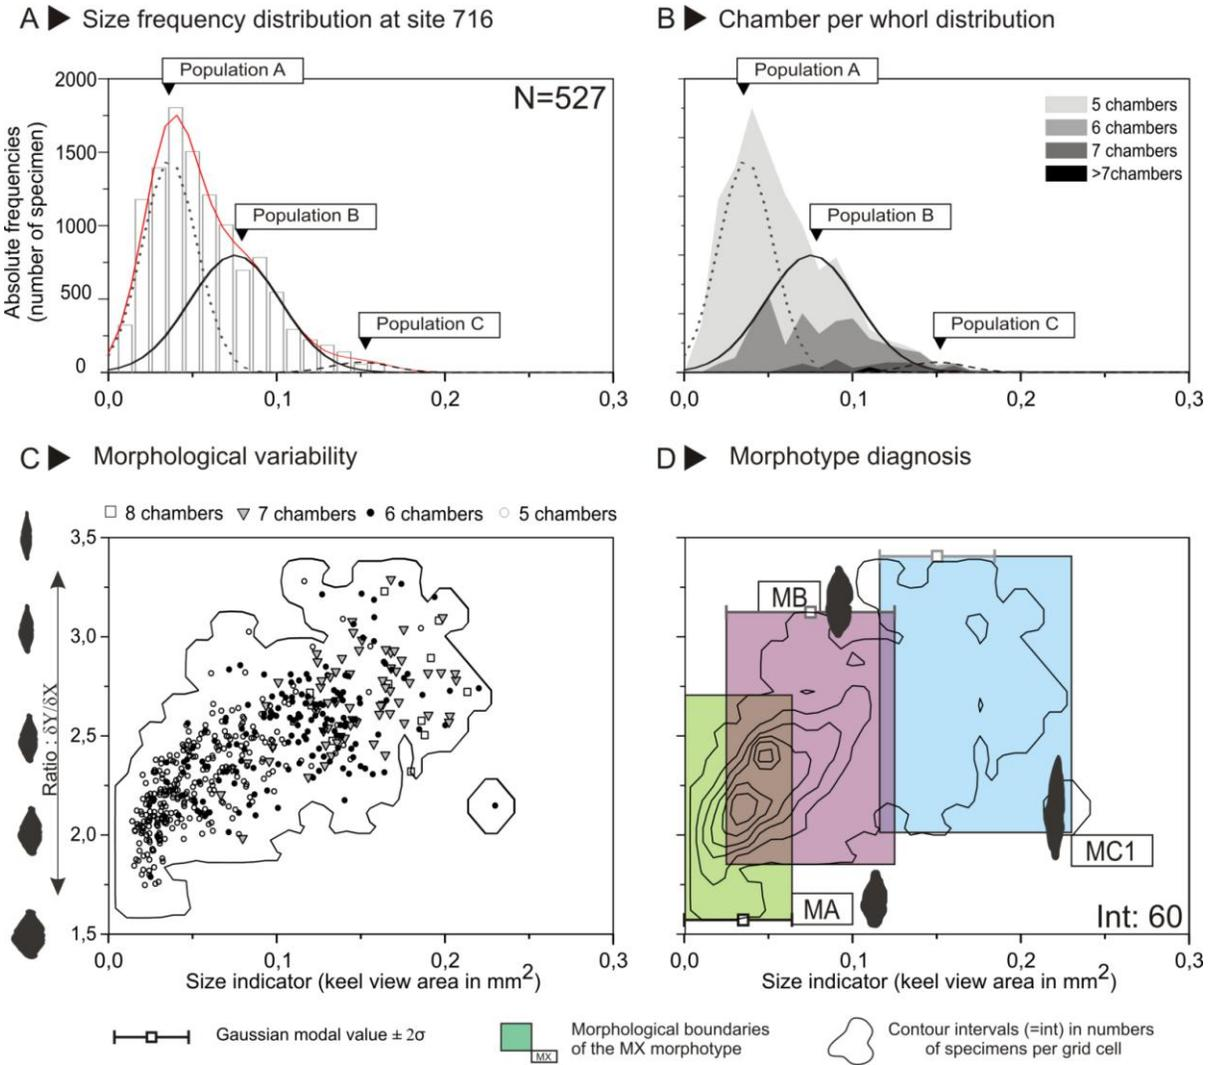 A ▶ Size frequency distribution at site 716
Population A
N=527
Population B
Population C
Absolute frequencies
(number of specimen)
2000
1500
1000
500
0
0,0 0,1 0,2 0,3
B ▶ Chamber per whorl distribution
Population A
5 chambers
6 chambers
7 chambers
>7chambers
Population B
Population C
0,0 0,1 0,2 0,3
C ▶ Morphological variability
8 chambers 7 chambers 6 chambers 5 chambers
Ratio : δY/δX
3,5
3,0
2,5
2,0
1,5
0,0 0,1 0,2 0,3
Size indicator (keel view area in mm²)
D ▶ Morphotype diagnosis
MB
MC1
MA
Int: 60
0,0 0,1 0,2 0,3
Size indicator (keel view area in mm²)
Gaussian modal value ± 2σ
MX
Morphological boundaries
of the MX morphotype
Contour intervals (=int) in numbers
of specimens per grid cell